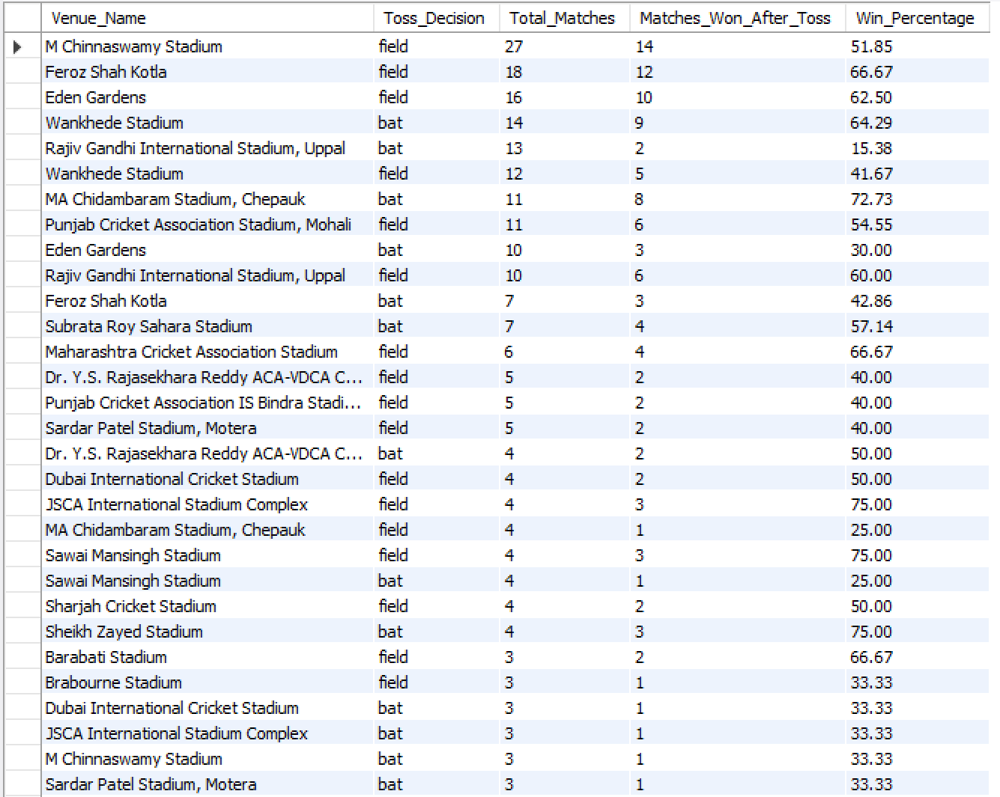 Venue_Name Toss_Decision Total_Matches Matches_Won_After_Toss Win_Percentage
M Chinnaswamy Stadium field 27 14 51.85
Feroz Shah Kotla field 18 12 66.67
Eden Gardens field 16 10 62.50
Wankhede Stadium bat 14 9 64.29
Rajiv Gandhi International Stadium, Uppal bat 13 2 15.38
Wankhede Stadium field 12 5 41.67
MA Chidambaram Stadium, Chepauk bat 11 8 72.73
Punjab Cricket Association Stadium, Mohali field 11 6 54.55
Eden Gardens bat 10 3 30.00
Rajiv Gandhi International Stadium, Uppal field 10 6 60.00
Feroz Shah Kotla bat 7 3 42.86
Subrata Roy Sahara Stadium bat 7 4 57.14
Maharashtra Cricket Association Stadium field 6 4 66.67
Dr. Y.S. Rajasekhara Reddy ACA-VDCA C... field 5 2 40.00
Punjab Cricket Association IS Bindra Stadi... field 5 2 40.00
Sardar Patel Stadium, Motera field 5 2 40.00
Dr. Y.S. Rajasekhara Reddy ACA-VDCA C... bat 4 2 50.00
Dubai International Cricket Stadium field 4 2 50.00
JSCA International Stadium Complex field 4 3 75.00
MA Chidambaram Stadium, Chepauk field 4 1 25.00
Sawai Mansingh Stadium field 4 3 75.00
Sawai Mansingh Stadium bat 4 1 25.00
Sharjah Cricket Stadium field 4 2 50.00
Sheikh Zayed Stadium bat 4 3 75.00
Barabati Stadium field 3 2 66.67
Brabourne Stadium field 3 1 33.33
Dubai International Cricket Stadium bat 3 1 33.33
JSCA International Stadium Complex bat 3 1 33.33
M Chinnaswamy Stadium bat 3 1 33.33
Sardar Patel Stadium, Motera bat 3 1 33.33